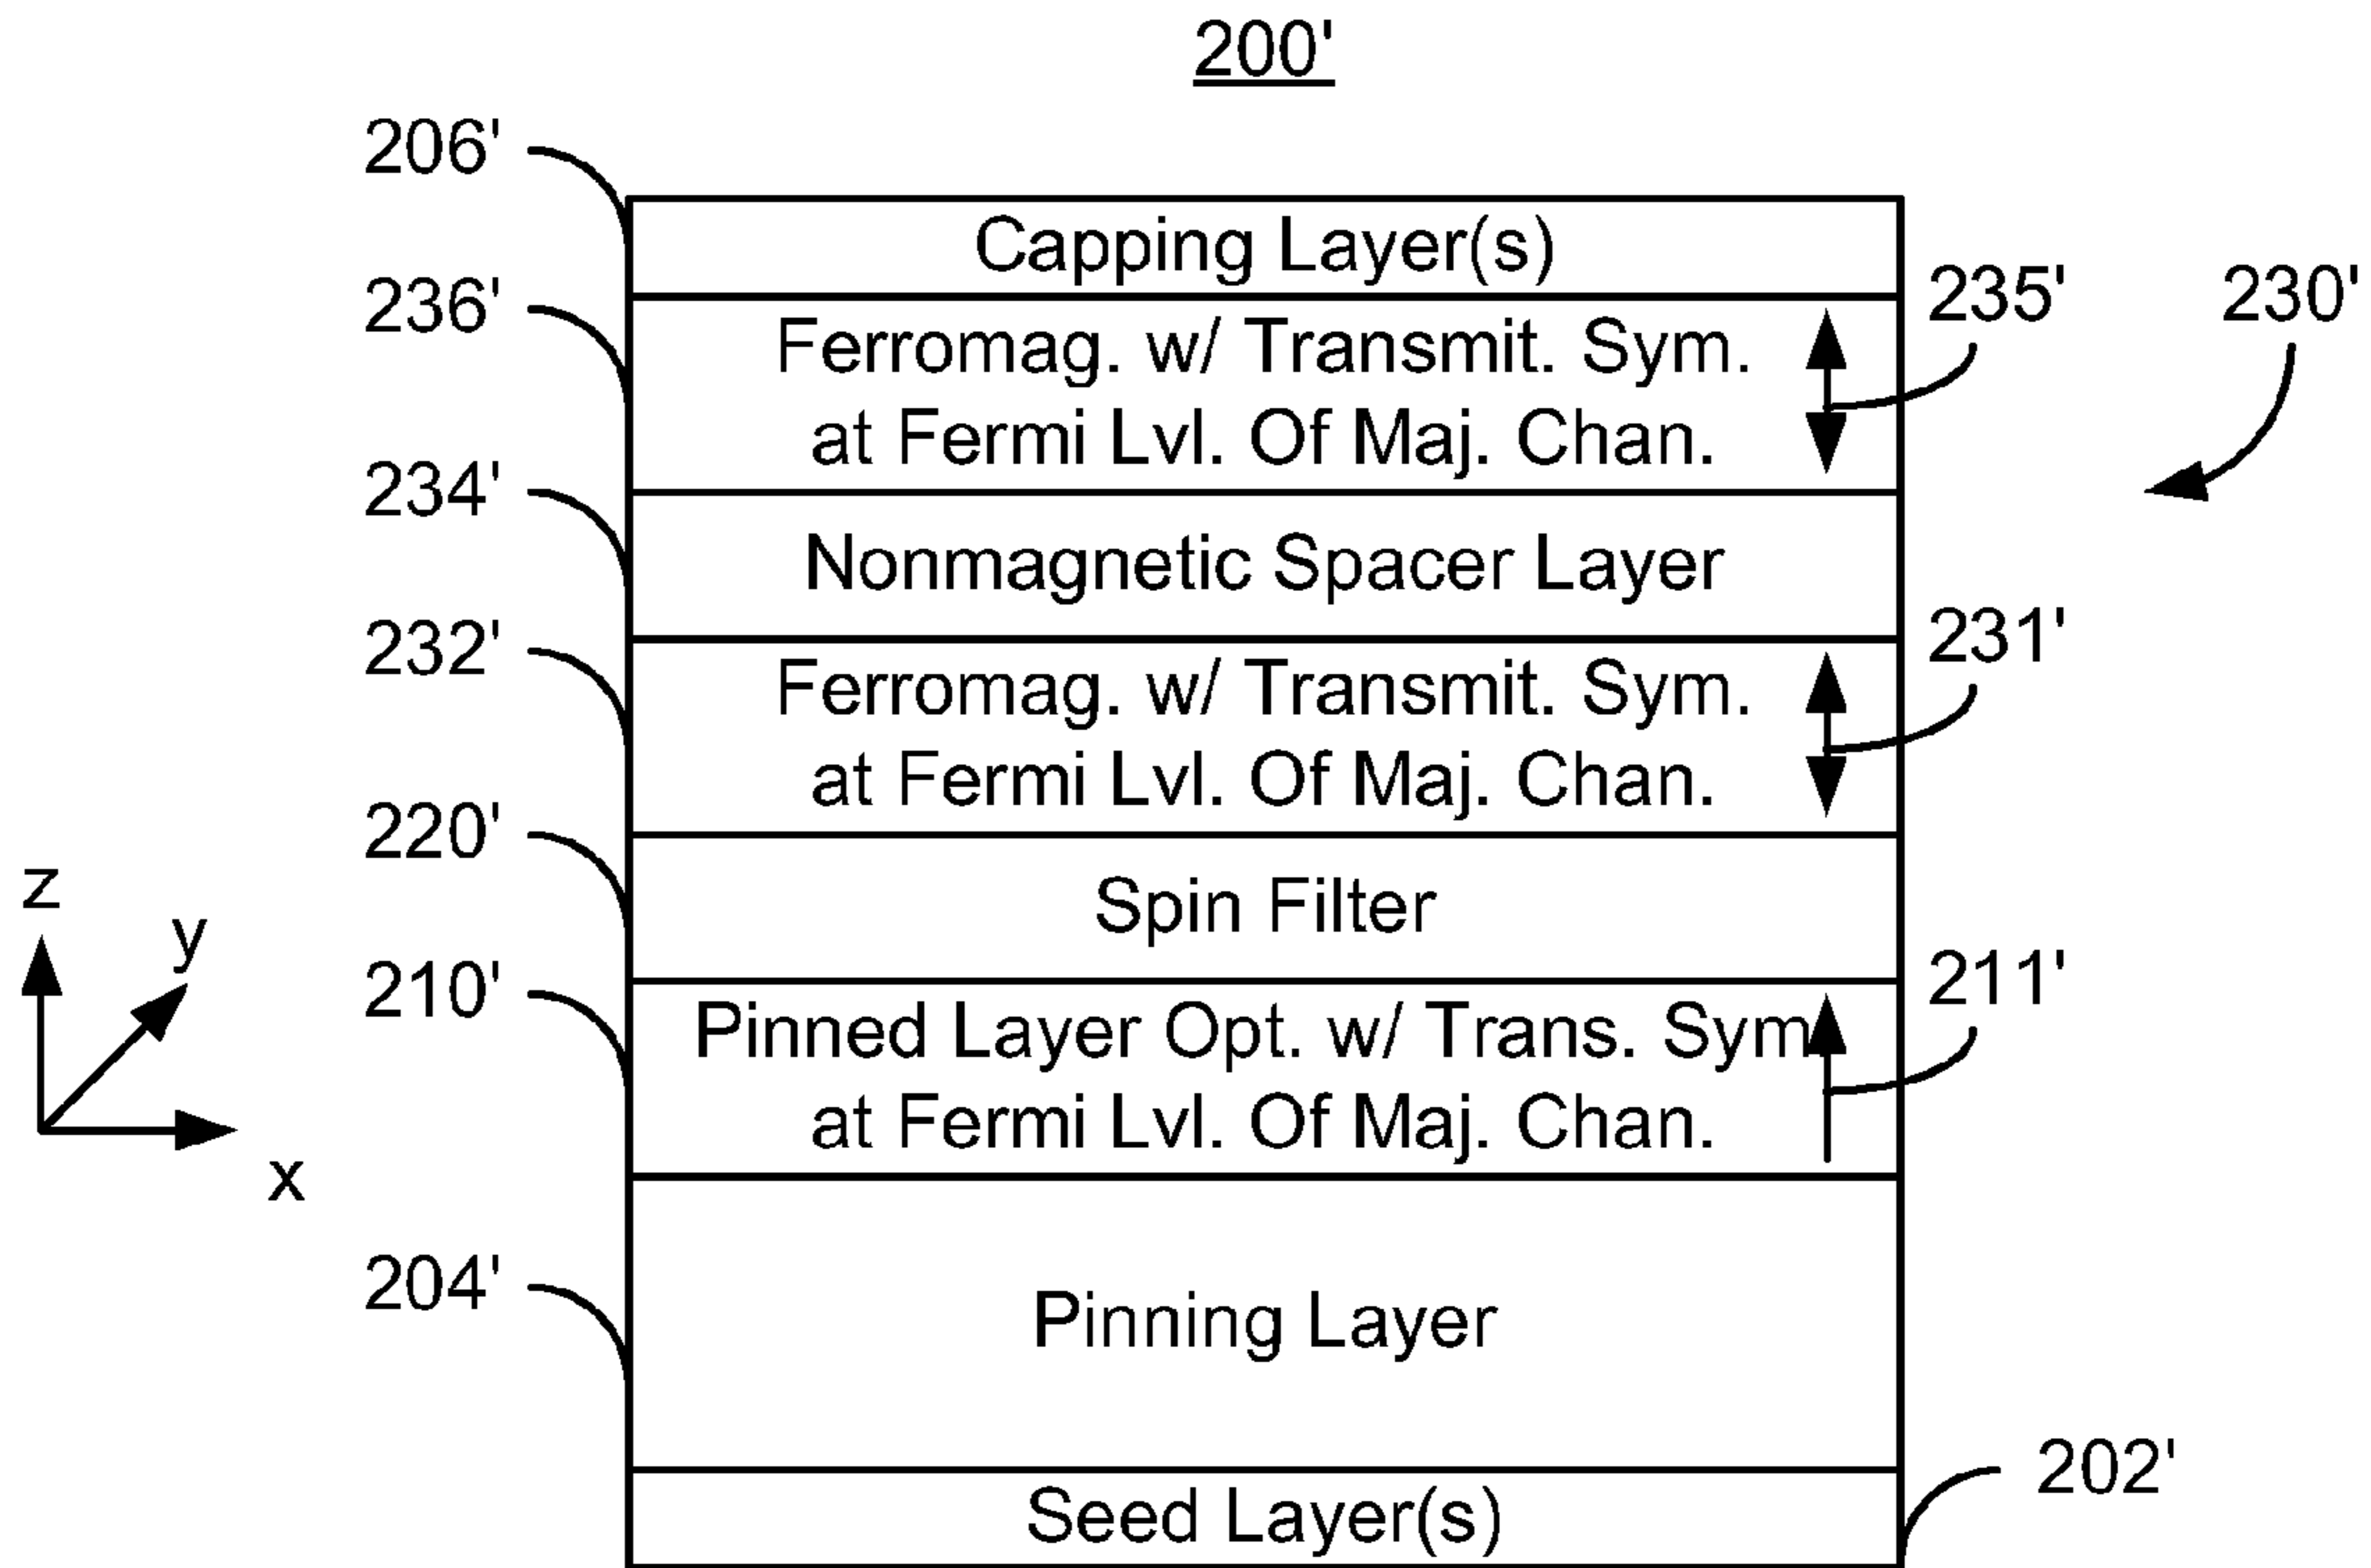 200'
206'
Capping Layer(s)
236'
235'
230'
Ferromag. w/ Transmit. Sym.
at Fermi Lvl. Of Maj. Chan.
234'
Nonmagnetic Spacer Layer
232'
231'
Ferromag. w/ Transmit. Sym.
at Fermi Lvl. Of Maj. Chan.
220'
Spin Filter
z
y
x
210'
211'
Pinned Layer Opt. w/ Trans. Sym
at Fermi Lvl. Of Maj. Chan.
204'
Pinning Layer
202'
Seed Layer(s)